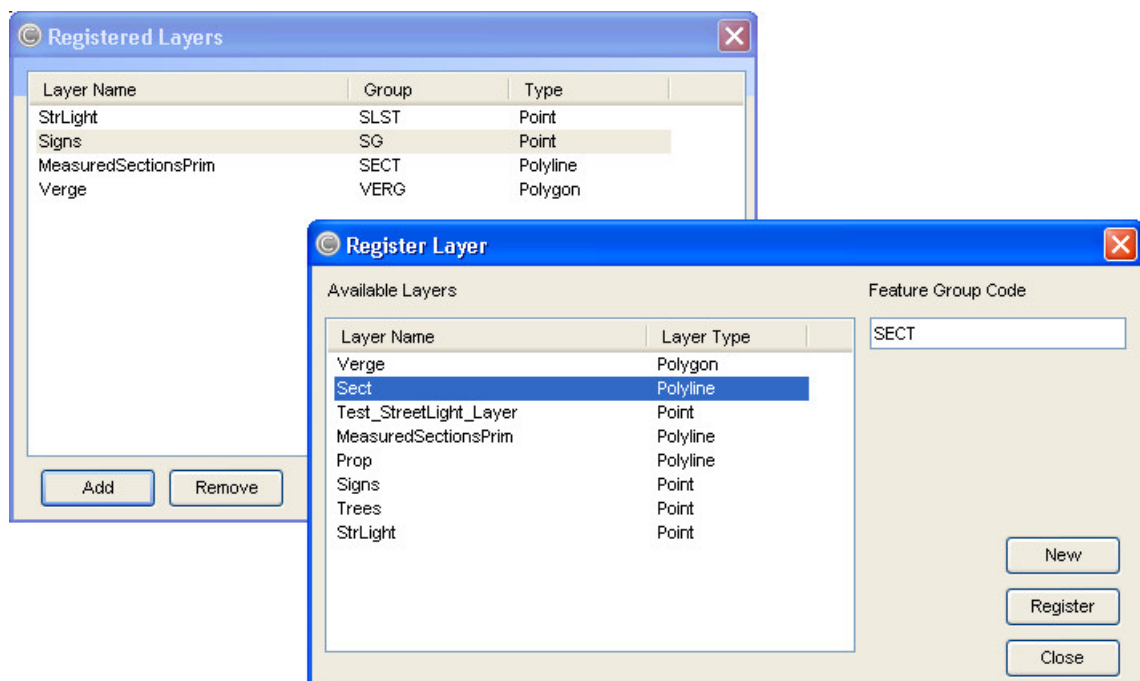 Registered Layers
Layer Name Group Type
StrLight SLST Point
Signs SG Point
MeasuredSectionsPrim SECT Polyline
Verge VERG Polygon
Add Remove
Register Layer
Available Layers
Feature Group Code
Layer Name Layer Type
SECT
Verge Polygon
Sect Polyline
Test_StreetLight_Layer Point
MeasuredSectionsPrim Polyline
Prop Polyline
Signs Point
Trees Point
StrLight Point
New
Register
Close